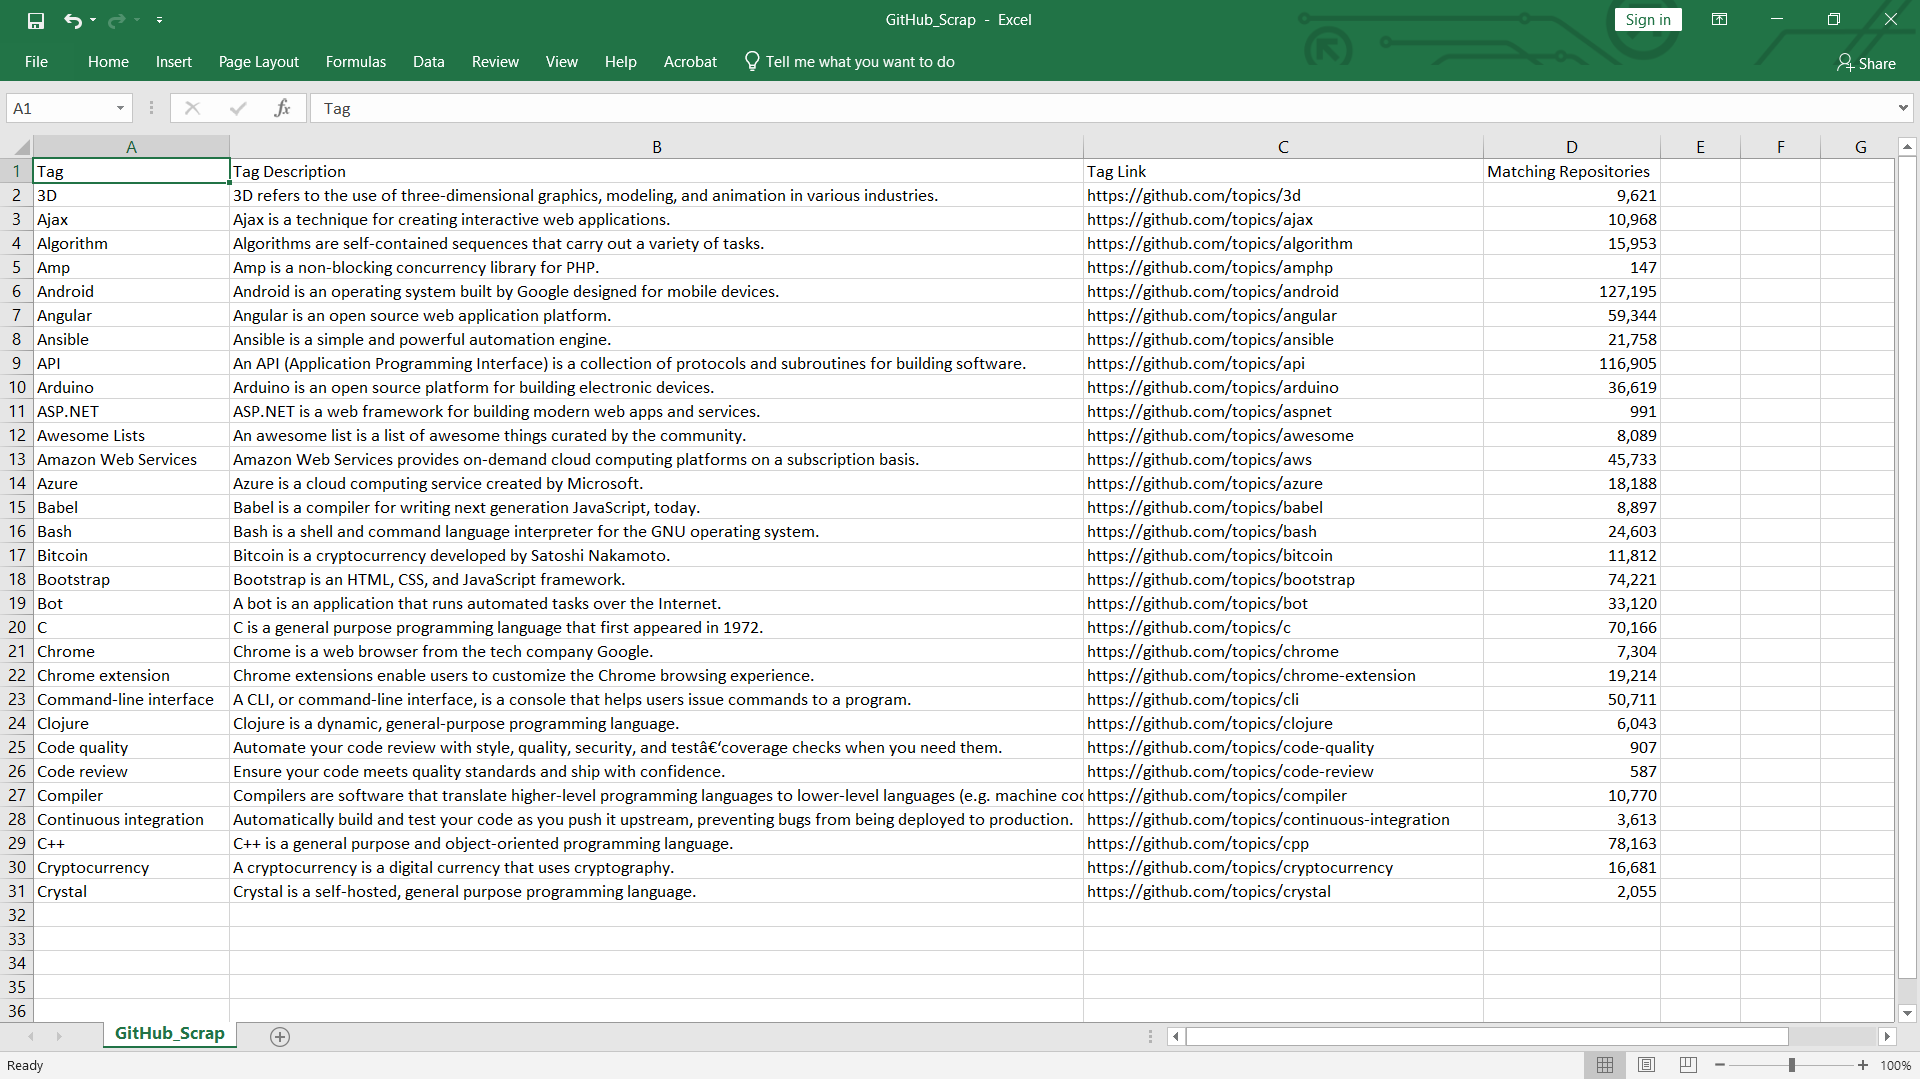 GitHub_Scrap - Excel
Sign in
File Home Insert Page Layout Formulas Data Review View Help Acrobat Tell me what you want to do Share
A1 fx Tag
A B C D E F G
1 Tag Tag Description Tag Link Matching Repositories
2 3D 3D refers to the use of three-dimensional graphics, modeling, and animation in various industries. https://github.com/topics/3d 9,621
3 Ajax Ajax is a technique for creating interactive web applications. https://github.com/topics/ajax 10,968
4 Algorithm Algorithms are self-contained sequences that carry out a variety of tasks. https://github.com/topics/algorithm 15,953
5 Amp Amp is a non-blocking concurrency library for PHP. https://github.com/topics/amphp 147
6 Android Android is an operating system built by Google designed for mobile devices. https://github.com/topics/android 127,195
7 Angular Angular is an open source web application platform. https://github.com/topics/angular 59,344
8 Ansible Ansible is a simple and powerful automation engine. https://github.com/topics/ansible 21,758
9 API An API (Application Programming Interface) is a collection of protocols and subroutines for building software. https://github.com/topics/api 116,905
10 Arduino Arduino is an open source platform for building electronic devices. https://github.com/topics/arduino 36,619
11 ASP.NET ASP.NET is a web framework for building modern web apps and services. https://github.com/topics/aspnet 991
12 Awesome Lists An awesome list is a list of awesome things curated by the community. https://github.com/topics/awesome 8,089
13 Amazon Web Services Amazon Web Services provides on-demand cloud computing platforms on a subscription basis. https://github.com/topics/aws 45,733
14 Azure Azure is a cloud computing service created by Microsoft. https://github.com/topics/azure 18,188
15 Babel Babel is a compiler for writing next generation JavaScript, today. https://github.com/topics/babel 8,897
16 Bash Bash is a shell and command language interpreter for the GNU operating system. https://github.com/topics/bash 24,603
17 Bitcoin Bitcoin is a cryptocurrency developed by Satoshi Nakamoto. https://github.com/topics/bitcoin 11,812
18 Bootstrap Bootstrap is an HTML, CSS, and JavaScript framework. https://github.com/topics/bootstrap 74,221
19 Bot A bot is an application that runs automated tasks over the Internet. https://github.com/topics/bot 33,120
20 C C is a general purpose programming language that first appeared in 1972. https://github.com/topics/c 70,166
21 Chrome Chrome is a web browser from the tech company Google. https://github.com/topics/chrome 7,304
22 Chrome extension Chrome extensions enable users to customize the Chrome browsing experience. https://github.com/topics/chrome-extension 19,214
23 Command-line interface A CLI, or command-line interface, is a console that helps users issue commands to a program. https://github.com/topics/cli 50,711
24 Clojure Clojure is a dynamic, general-purpose programming language. https://github.com/topics/clojure 6,043
25 Code quality Automate your code review with style, quality, security, and testâ€‘coverage checks when you need them. https://github.com/topics/code-quality 907
26 Code review Ensure your code meets quality standards and ship with confidence. https://github.com/topics/code-review 587
27 Compiler Compilers are software that translate higher-level programming languages to lower-level languages (e.g. machine co https://github.com/topics/compiler 10,770
28 Continuous integration Automatically build and test your code as you push it upstream, preventing bugs from being deployed to production. https://github.com/topics/continuous-integration 3,613
29 C++ C++ is a general purpose and object-oriented programming language. https://github.com/topics/cpp 78,163
30 Cryptocurrency A cryptocurrency is a digital currency that uses cryptography. https://github.com/topics/cryptocurrency 16,681
31 Crystal Crystal is a self-hosted, general purpose programming language. https://github.com/topics/crystal 2,055
32
33
34
35
36
GitHub_Scrap
Ready 100%